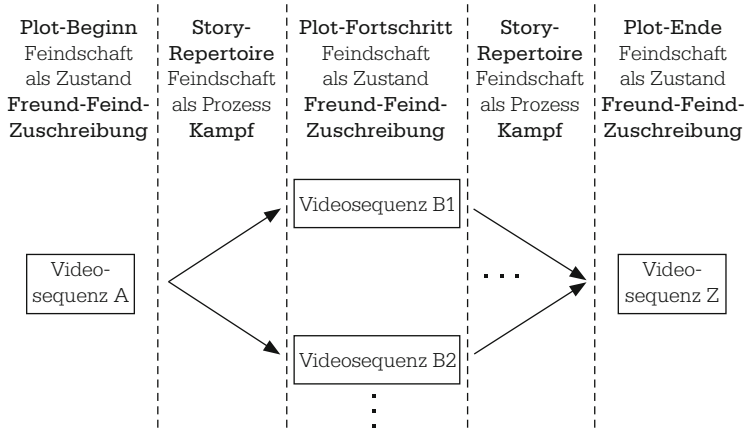 Plot-Beginn
Feindschaft
als Zustand
Freund-Feind-
Zuschreibung
Story-
Repertoire
Feindschaft
als Prozess
Kampf
Plot-Fortschritt
Feindschaft
als Zustand
Freund-Feind-
Zuschreibung
Story-
Repertoire
Feindschaft
als Prozess
Kampf
Plot-Ende
Feindschaft
als Zustand
Freund-Feind-
Zuschreibung
Video-
sequenz A
Videosequenz B1
Videosequenz B2
...
...
Video-
sequenz Z